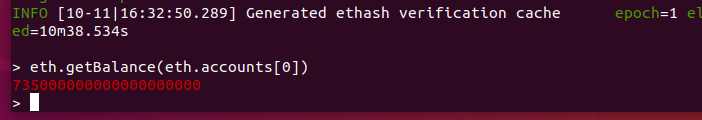 INFO [10-11|16:32:50.289] Generated ethash verification cache epoch=1 el
ed=10m38.534s
> eth.getBalance(eth.accounts[0])
735000000000000000000
>